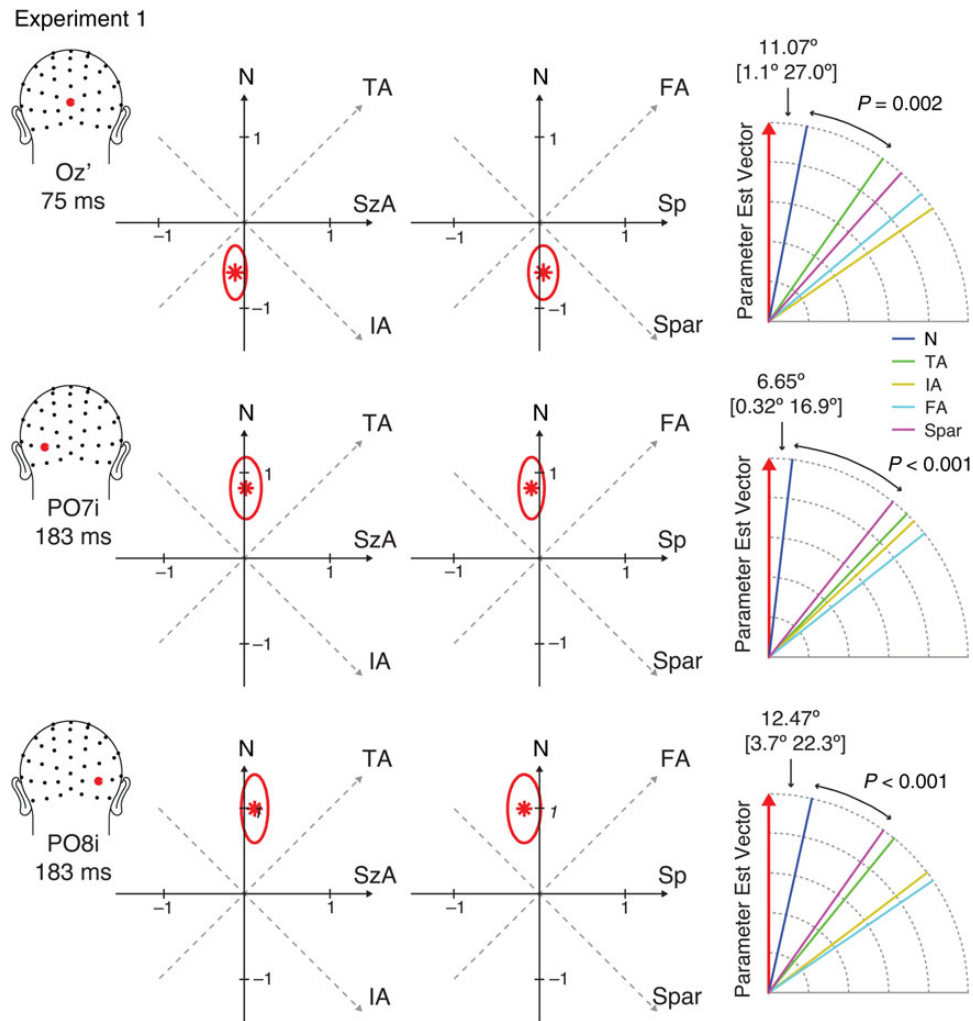 Experiment 1
Oz’
75 ms
N
TA
1
SzA
−1
1
−1
IA
N
FA
1
Sp
−1
1
−1
Spar
11.07º
[1.1º 27.0º]
P = 0.002
Parameter Est Vector
N
TA
IA
FA
Spar
PO7i
183 ms
N
TA
1
SzA
−1
1
−1
IA
N
FA
1
Sp
−1
1
−1
Spar
6.65º
[0.32º 16.9º]
P < 0.001
Parameter Est Vector
PO8i
183 ms
N
TA
1
SzA
−1
1
−1
IA
N
FA
1
Sp
−1
1
−1
Spar
12.47º
[3.7º 22.3º]
P < 0.001
Parameter Est Vector